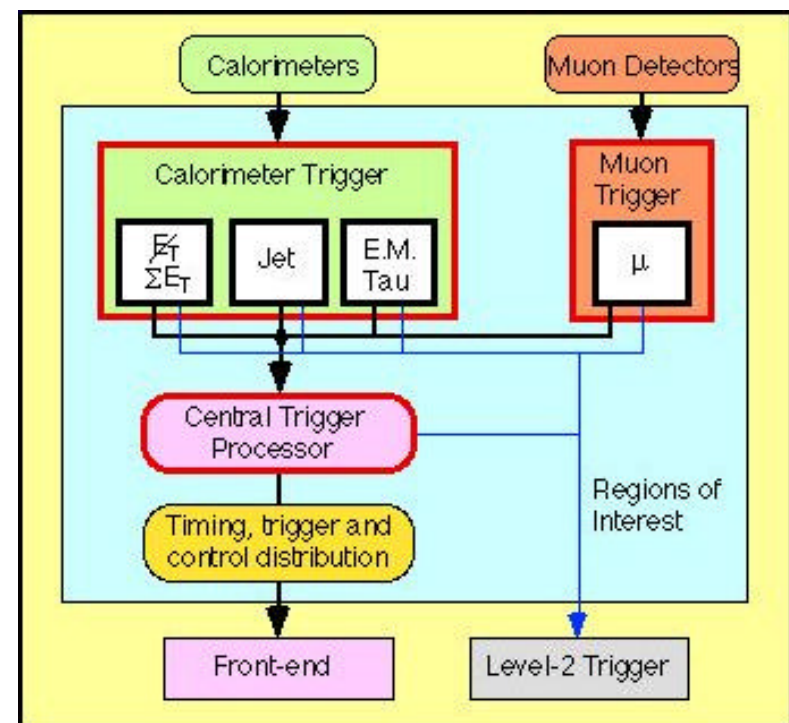 Calorimeters
Muon Detectors
Calorimeter Trigger
Muon
Trigger
E̸T
ΣET
Jet
E.M.
Tau
μ
Central Trigger
Processor
Regions of
Interest
Timing, trigger and
control distribution
Front-end
Level-2 Trigger